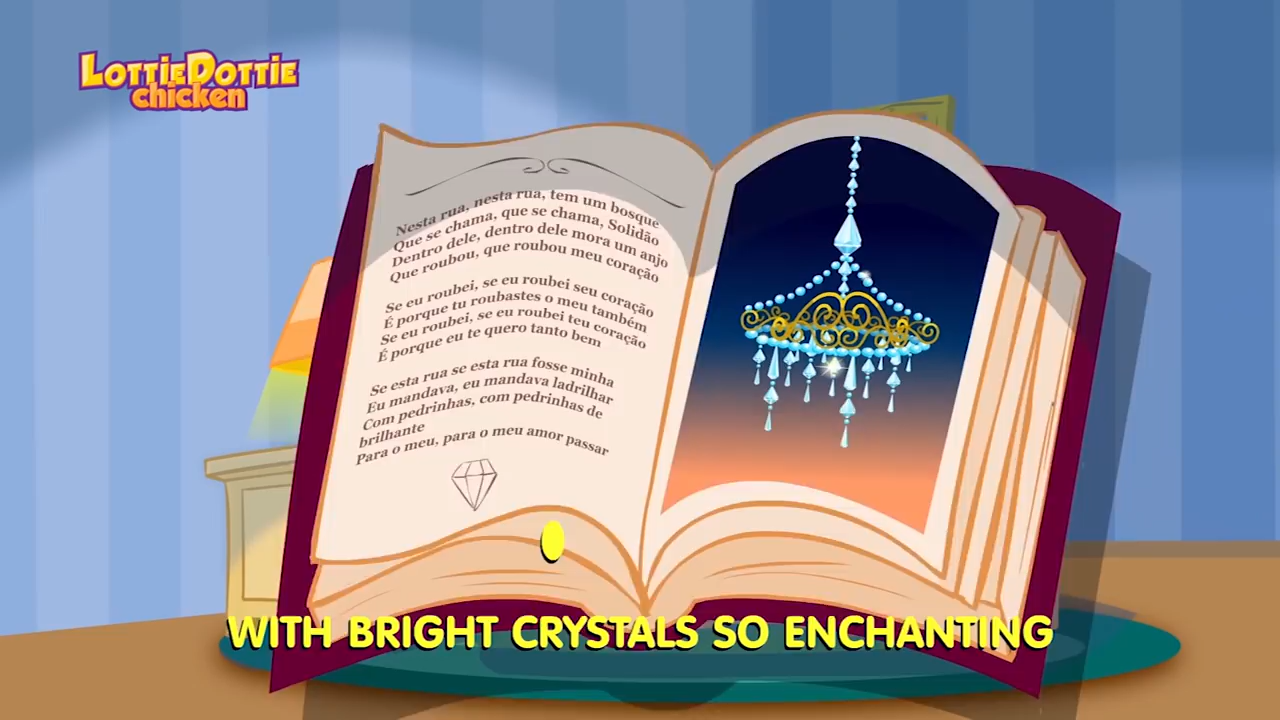 LOTTIE DOTTIE
chicken
Nesta rua, nesta rua, tem um bosque
Que se chama, que se chama, Solidão
Dentro dele, dentro dele mora um anjo
Que roubou, que roubou meu coração
Se eu roubei, se eu roubei seu coração
É porque tu roubastes o meu também
Se eu roubei, se eu roubei teu coração
É porque eu te quero tanto bem
Se esta rua se esta rua fosse minha
Eu mandava, eu mandava ladrilhar
Com pedrinhas, com pedrinhas de
brilhante
Para o meu, para o meu amor passar
WITH BRIGHT CRYSTALS SO ENCHANTING